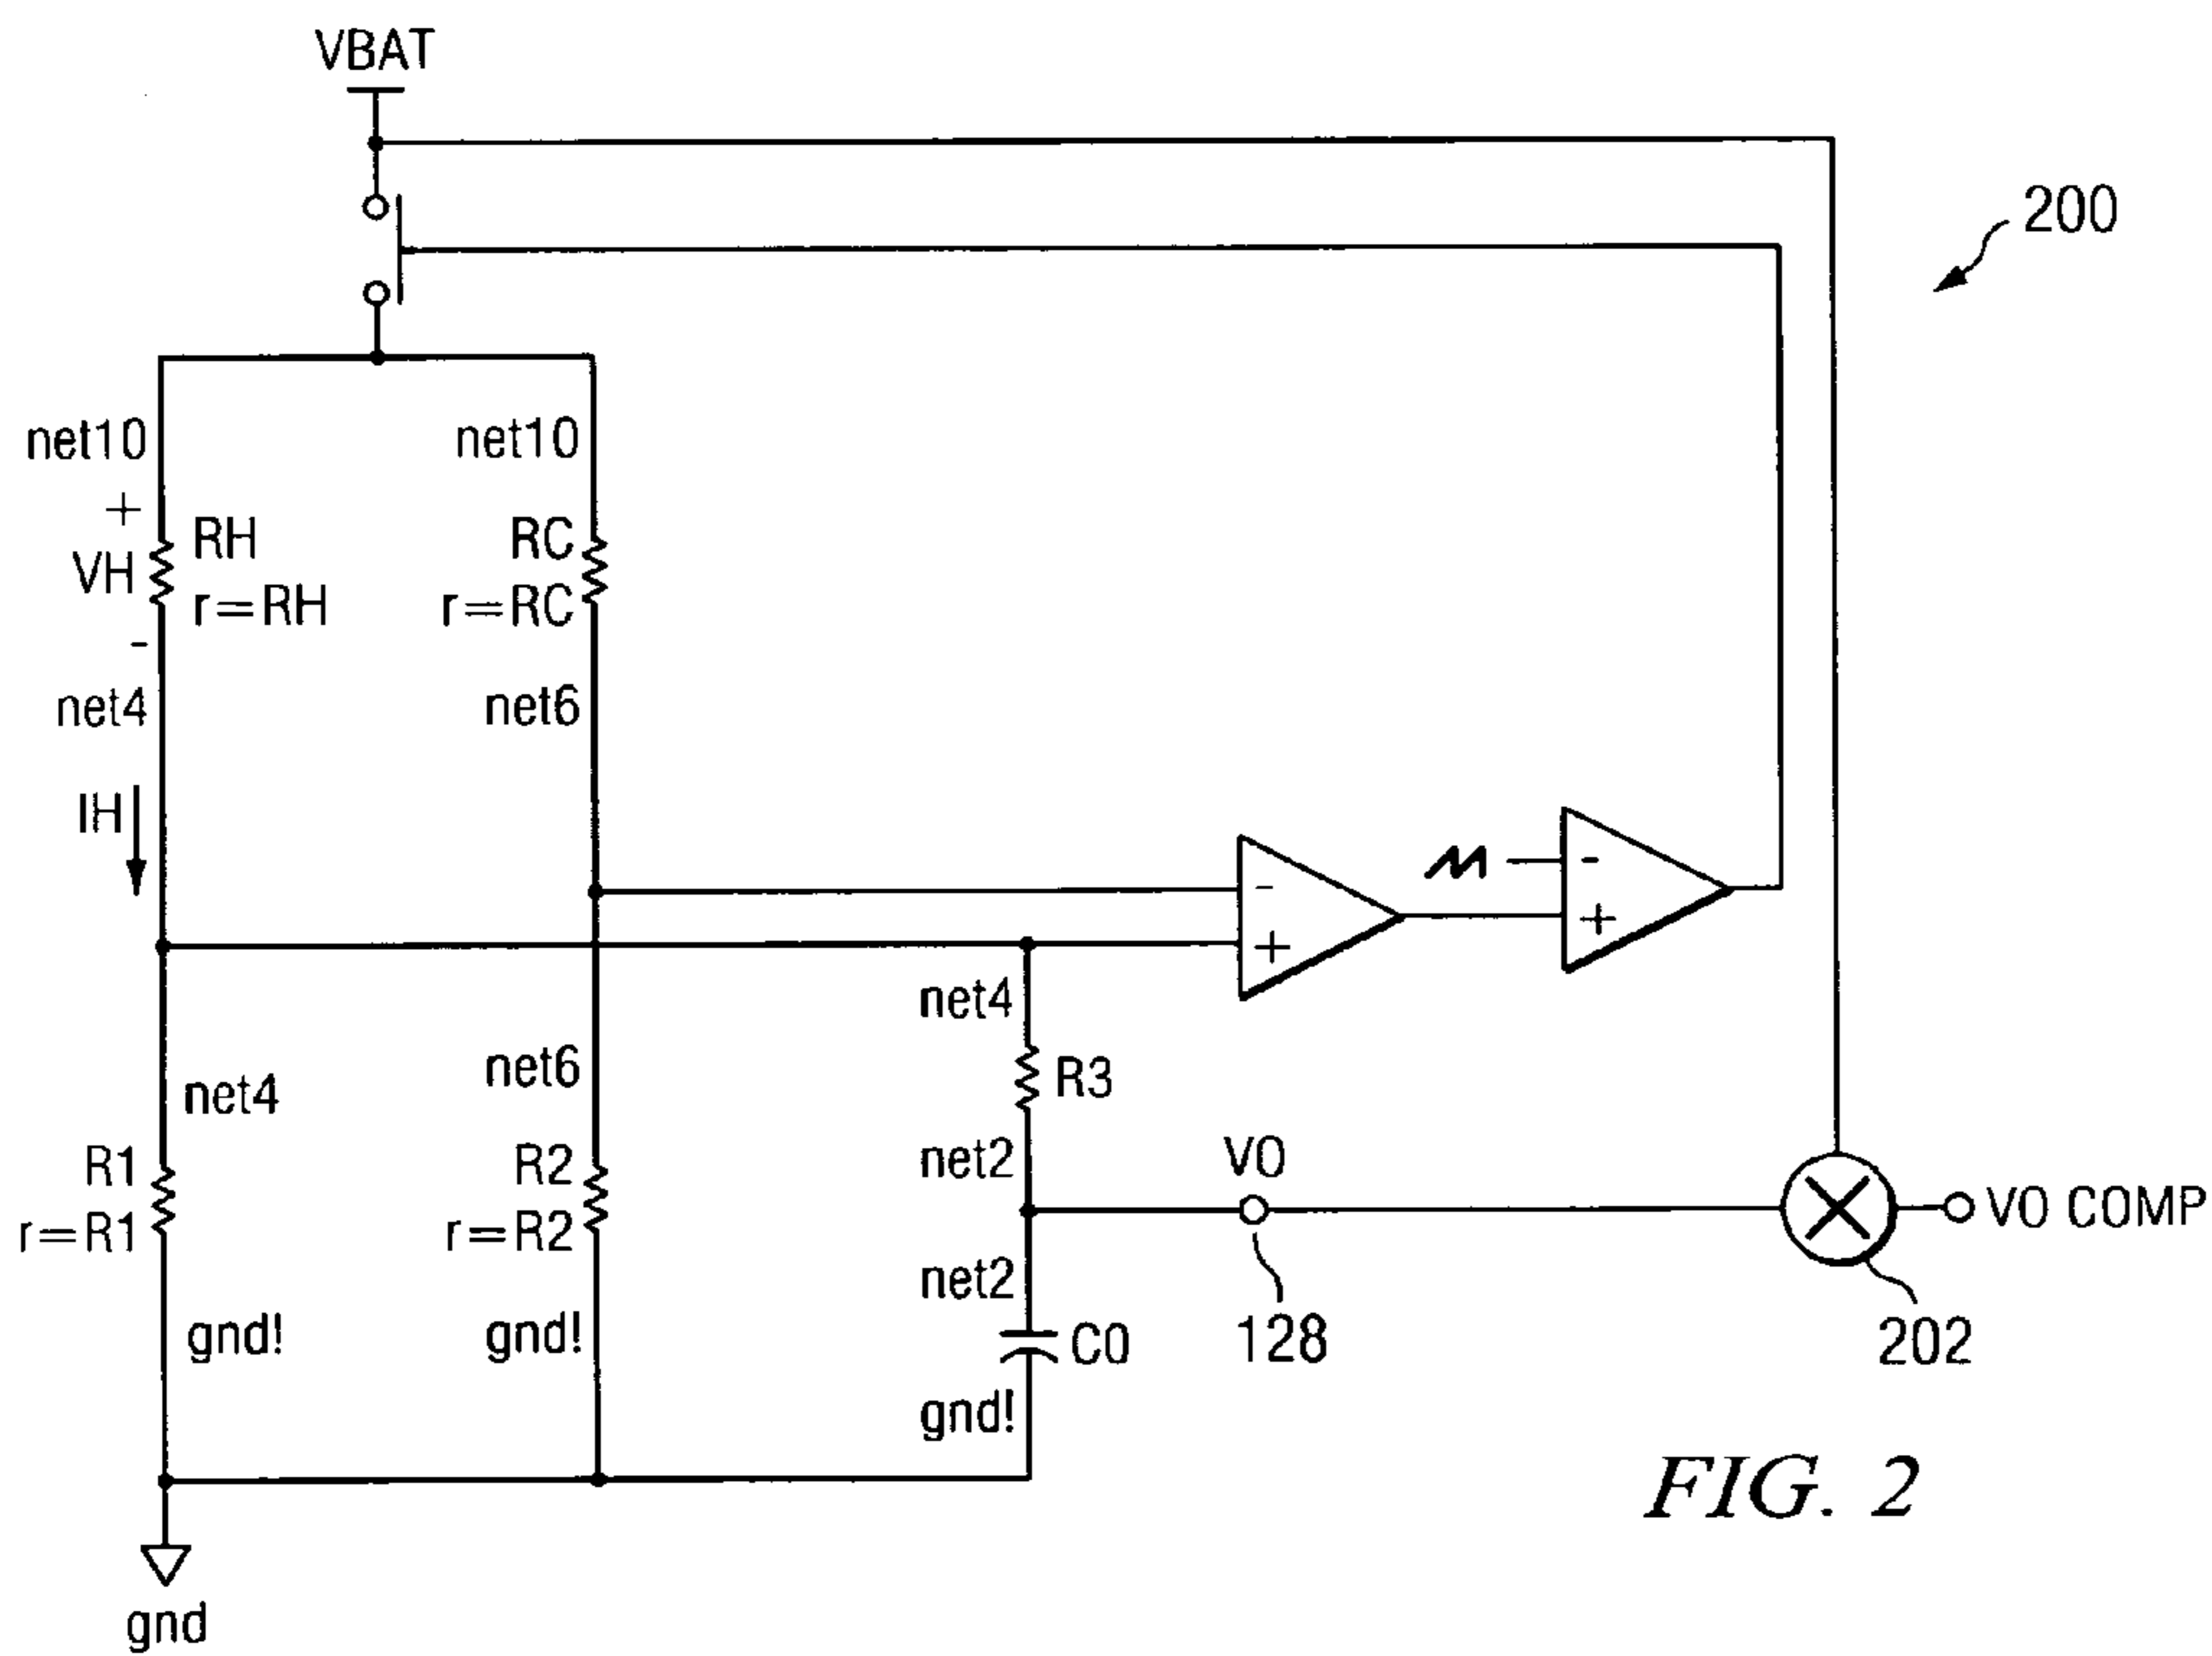 VBAT
200
net10
net10
+
VH
-
RH
r=RH
RC
r=RC
net4
net6
IH
-
+
-
+
net4
R3
net4
net6
R1
r=R1
R2
r=R2
net2
VO
VO COMP
net2
128
202
gnd!
gnd!
C0
gnd!
gnd
FIG. 2